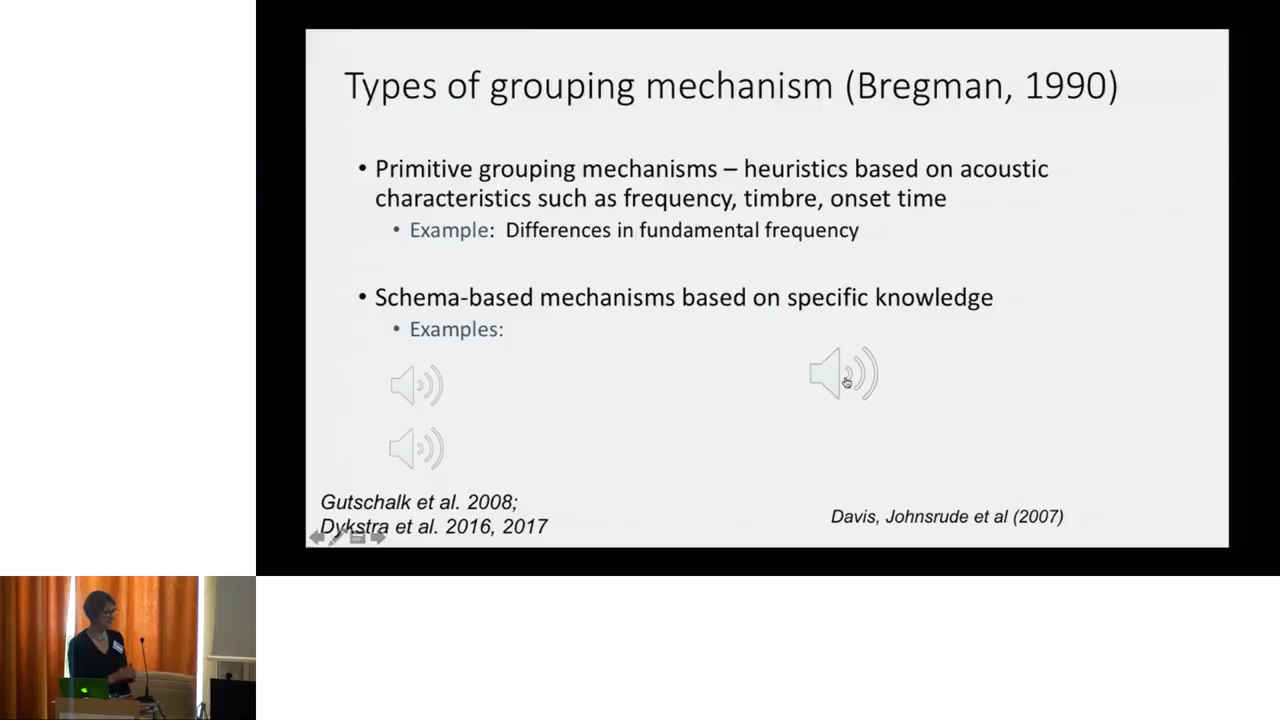 Types of grouping mechanism (Bregman, 1990)
• Primitive grouping mechanisms – heuristics based on acoustic
characteristics such as frequency, timbre, onset time
• Example: Differences in fundamental frequency
• Schema-based mechanisms based on specific knowledge
• Examples:
Gutschalk et al. 2008;
Dykstra et al. 2016, 2017
Davis, Johnsrude et al (2007)